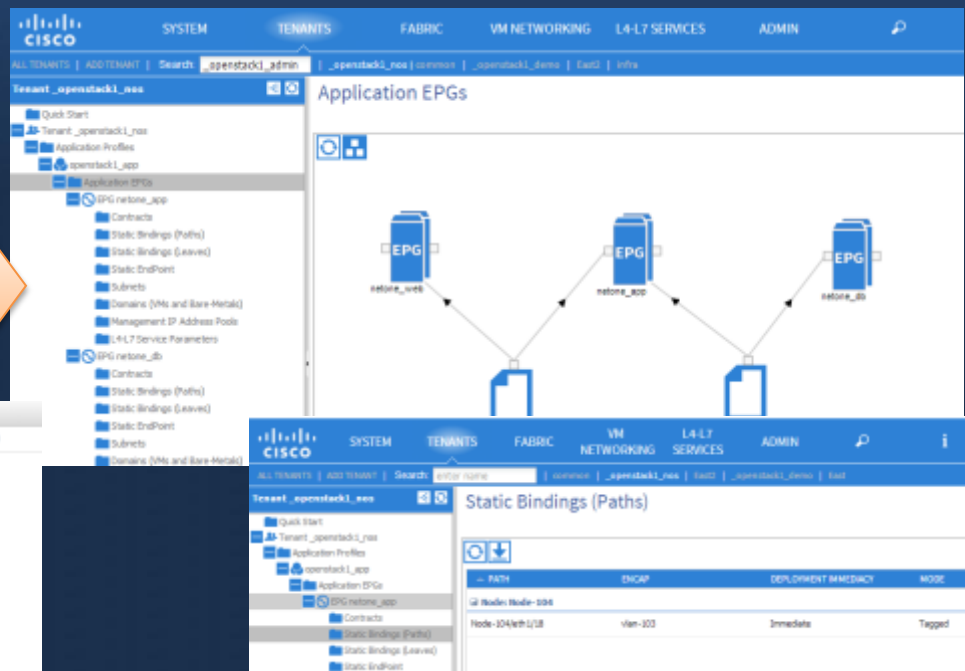 CISCO
SYSTEM TENANTS FABRIC VM NETWORKING L4-L7 SERVICES ADMIN
ALL TENANTS | ADD TENANT | Search: _openstack1_admin | _openstack1_nos | common | _openstack1_demo | East2 | infra
Tenant _openstack1_nos
Application EPGs
Quick Start
Tenant _openstack1_nos
Application Profiles
openstack1_app
Application EPGs
EPG netone_app
Contracts
Static Bindings (Paths)
Static Bindings (Leaves)
Static EndPoint
Subnets
Domains (VMs and Bare-Metals)
Management IP Address Pools
L4-L7 Service Parameters
EPG netone_db
Contracts
Static Bindings (Paths)
Static Bindings (Leaves)
Static EndPoint
Subnets
Domains (VMs and Bare-Metals)
EPG
netone_web
EPG
netone_app
EPG
netone_db
CISCO
SYSTEM TENANTS FABRIC VM NETWORKING L4-L7 SERVICES ADMIN i
ALL TENANTS | ADD TENANT | Search: enter name | common | _openstack1_nos | East2 | _openstack1_demo | East
Tenant _openstack1_nos
Static Bindings (Paths)
Quick Start
Tenant _openstack1_nos
Application Profiles
openstack1_app
Application EPGs
EPG netone_app
Contracts
Static Bindings (Paths)
Static Bindings (Leaves)
Static EndPoint
PATH ENCAP DEPLOYMENT IMMEDIACY MODE
Node: Node-104
Node-104/eth1/18 vlan-103 Immediate Tagged